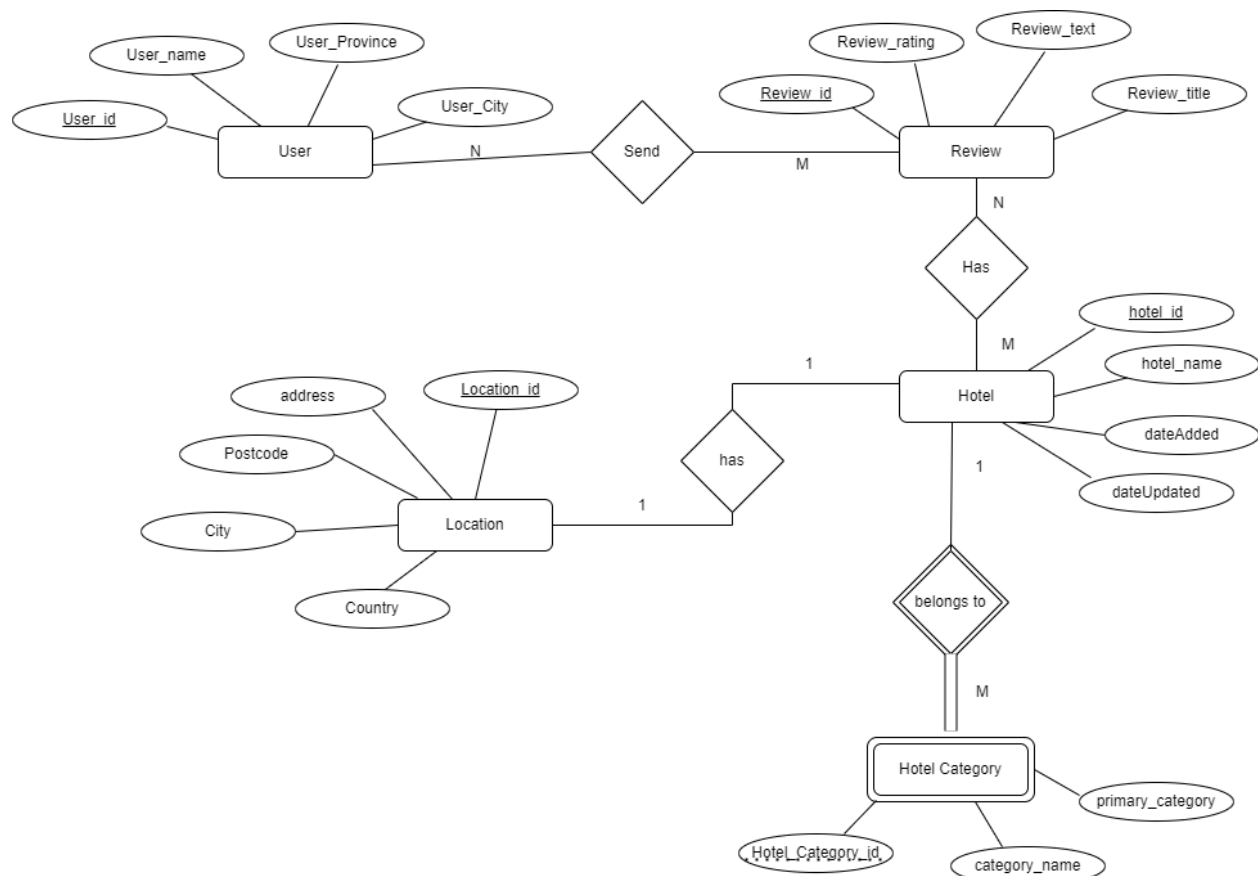 User_Province
Review_text
User_name
Review_rating
Review_id
Review_title
User_City
User_id
User
N
Send
M
Review
N
Has
hotel_id
M
hotel_name
1
Location_id
address
Hotel
dateAdded
Postcode
has
1
dateUpdated
1
Location
City
belongs to
Country
M
Hotel Category
primary_category
Hotel_Category_id
category_name